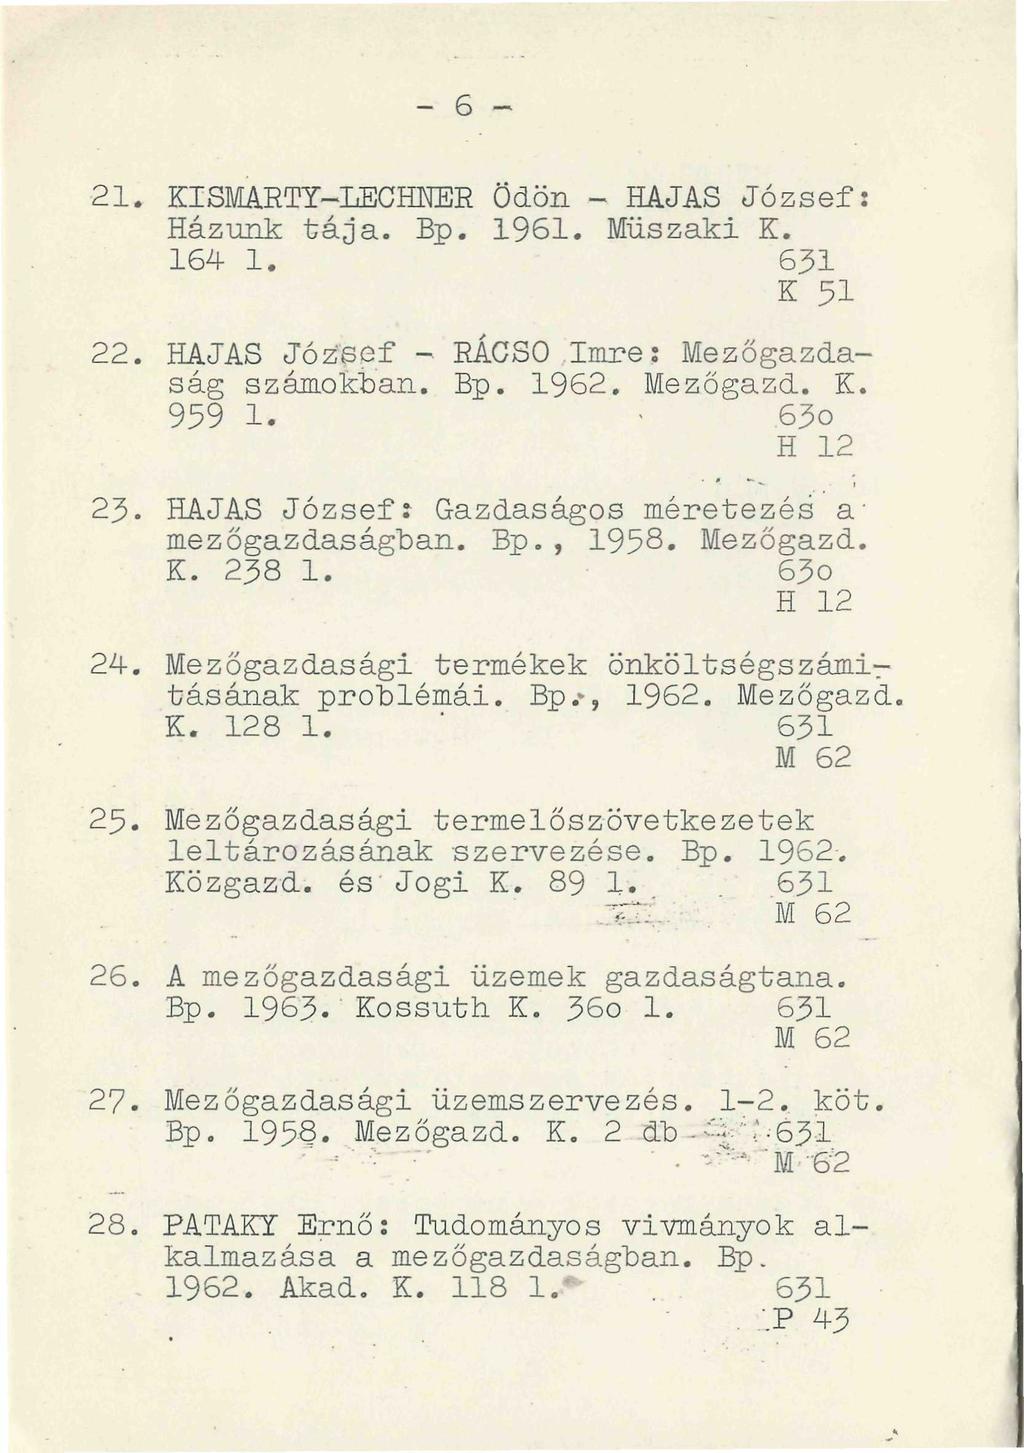 - 6 -
21. KISMARTY-LECHNER Ödön - HAJAS József:
Házunk tája. Bp. 1961. Müszaki K.
164 l. 631
K 51
22. HAJAS József - RÁCSO Imre: Mezőgazda-
ság számokban. Bp. 1962. Mezőgazd. K.
959 l. 63o
H 12
23. HAJAS József: Gazdaságos méretezés a
mezőgazdaságban. Bp., 1958. Mezőgazd.
K. 238 l. 63o
H 12
24. Mezőgazdasági termékek önköltségszámi-
tásának problémái. Bp., 1962. Mezőgazd.
K. 128 l. 631
M 62
25. Mezőgazdasági termelőszövetkezetek
leltározásának szervezése. Bp. 1962.
Közgazd. és Jogi K. 89 l. 631
M 62
26. A mezőgazdasági üzemek gazdaságtana.
Bp. 1963. Kossuth K. 36o l. 631
M 62
27. Mezőgazdasági üzemszervezés. 1-2. köt.
Bp. 1958. Mezőgazd. K. 2 db 631
M 62
28. PATAKY Ernő: Tudományos vivmányok al-
kalmazása a mezőgazdaságban. Bp.
1962. Akad. K. 118 l. 631
P 43